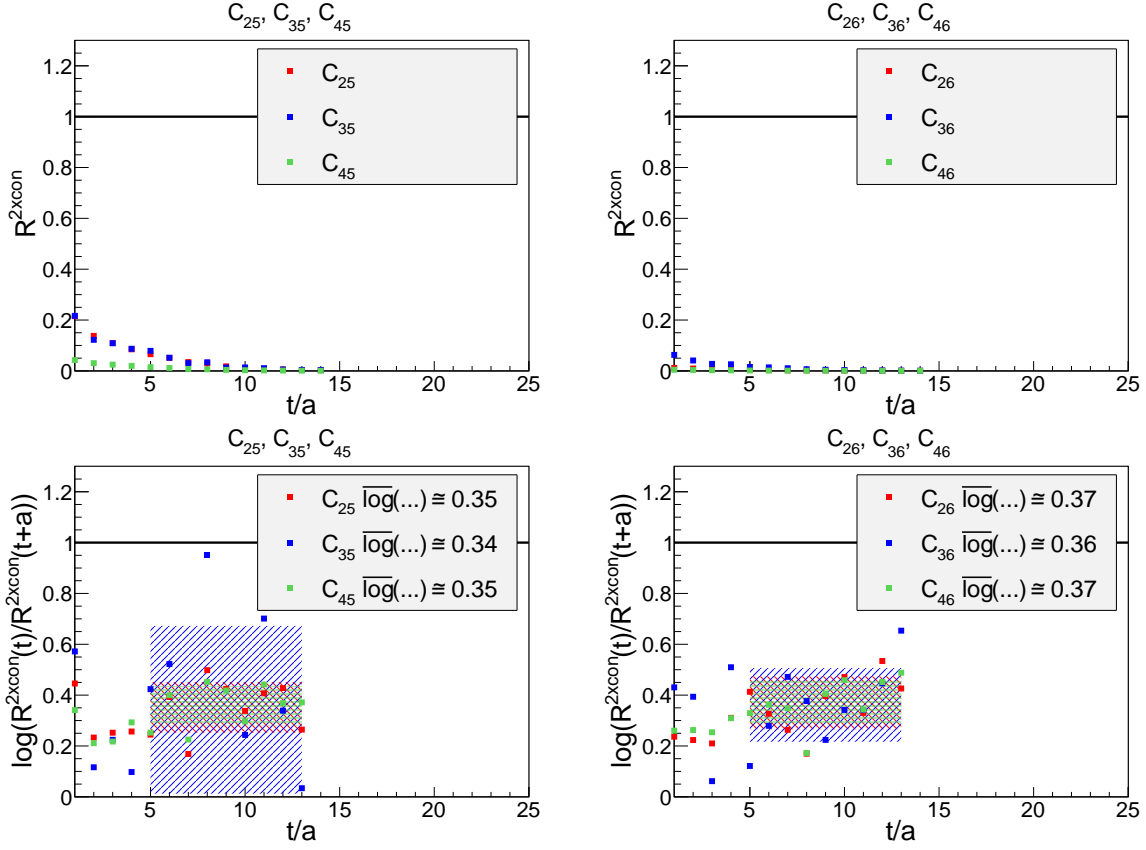 C25, C35, C45
R2xcon
1.2
1
0.8
0.6
0.4
0.2
0
C25
C35
C45
5
10
15
20
25
t/a
C26, C36, C46
R2xcon
1.2
1
0.8
0.6
0.4
0.2
0
C26
C36
C46
5
10
15
20
25
t/a
C25, C35, C45
log(R2xcon(t)/R2xcon(t+a))
1.2
1
0.8
0.6
0.4
0.2
0
C25 log(...) ≅ 0.35
C35 log(...) ≅ 0.34
C45 log(...) ≅ 0.35
5
10
15
20
25
t/a
C26, C36, C46
log(R2xcon(t)/R2xcon(t+a))
1.2
1
0.8
0.6
0.4
0.2
0
C26 log(...) ≅ 0.37
C36 log(...) ≅ 0.36
C46 log(...) ≅ 0.37
5
10
15
20
25
t/a